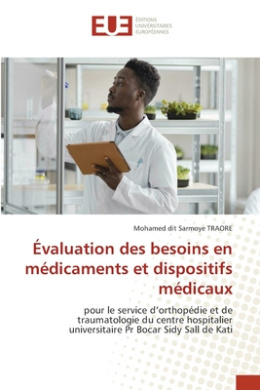 EUE
ÉDITIONS
UNIVERSITAIRES
EUROPÉENNES
Mohamed dit Sarmoye TRAORE
Évaluation des besoins en
médicaments et dispositifs
médicaux
pour le service d'orthopédie et de
traumatologie du centre hospitalier
universitaire Pr Bocar Sidy Sall de Kati